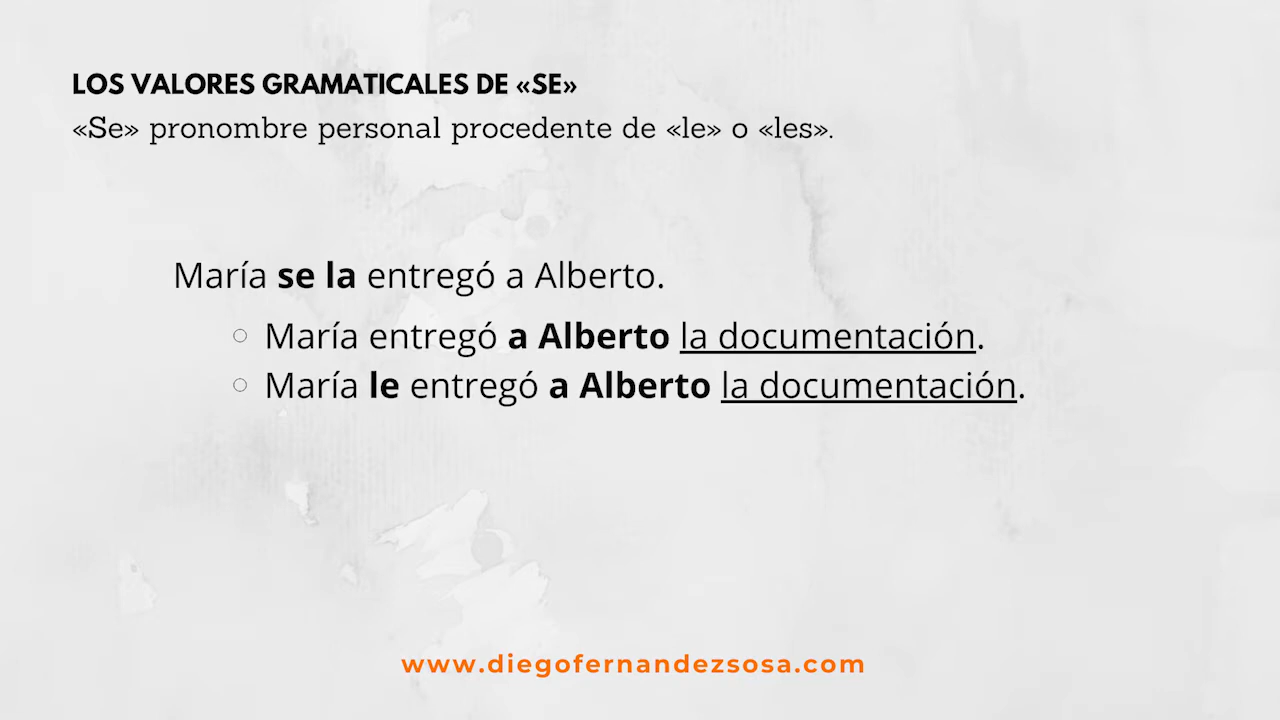 LOS VALORES GRAMATICALES DE «SE»
«Se» pronombre personal procedente de «le» o «les».
María se la entregó a Alberto.
María entregó a Alberto la documentación.
María le entregó a Alberto la documentación.
www.diegofernandezsosa.com